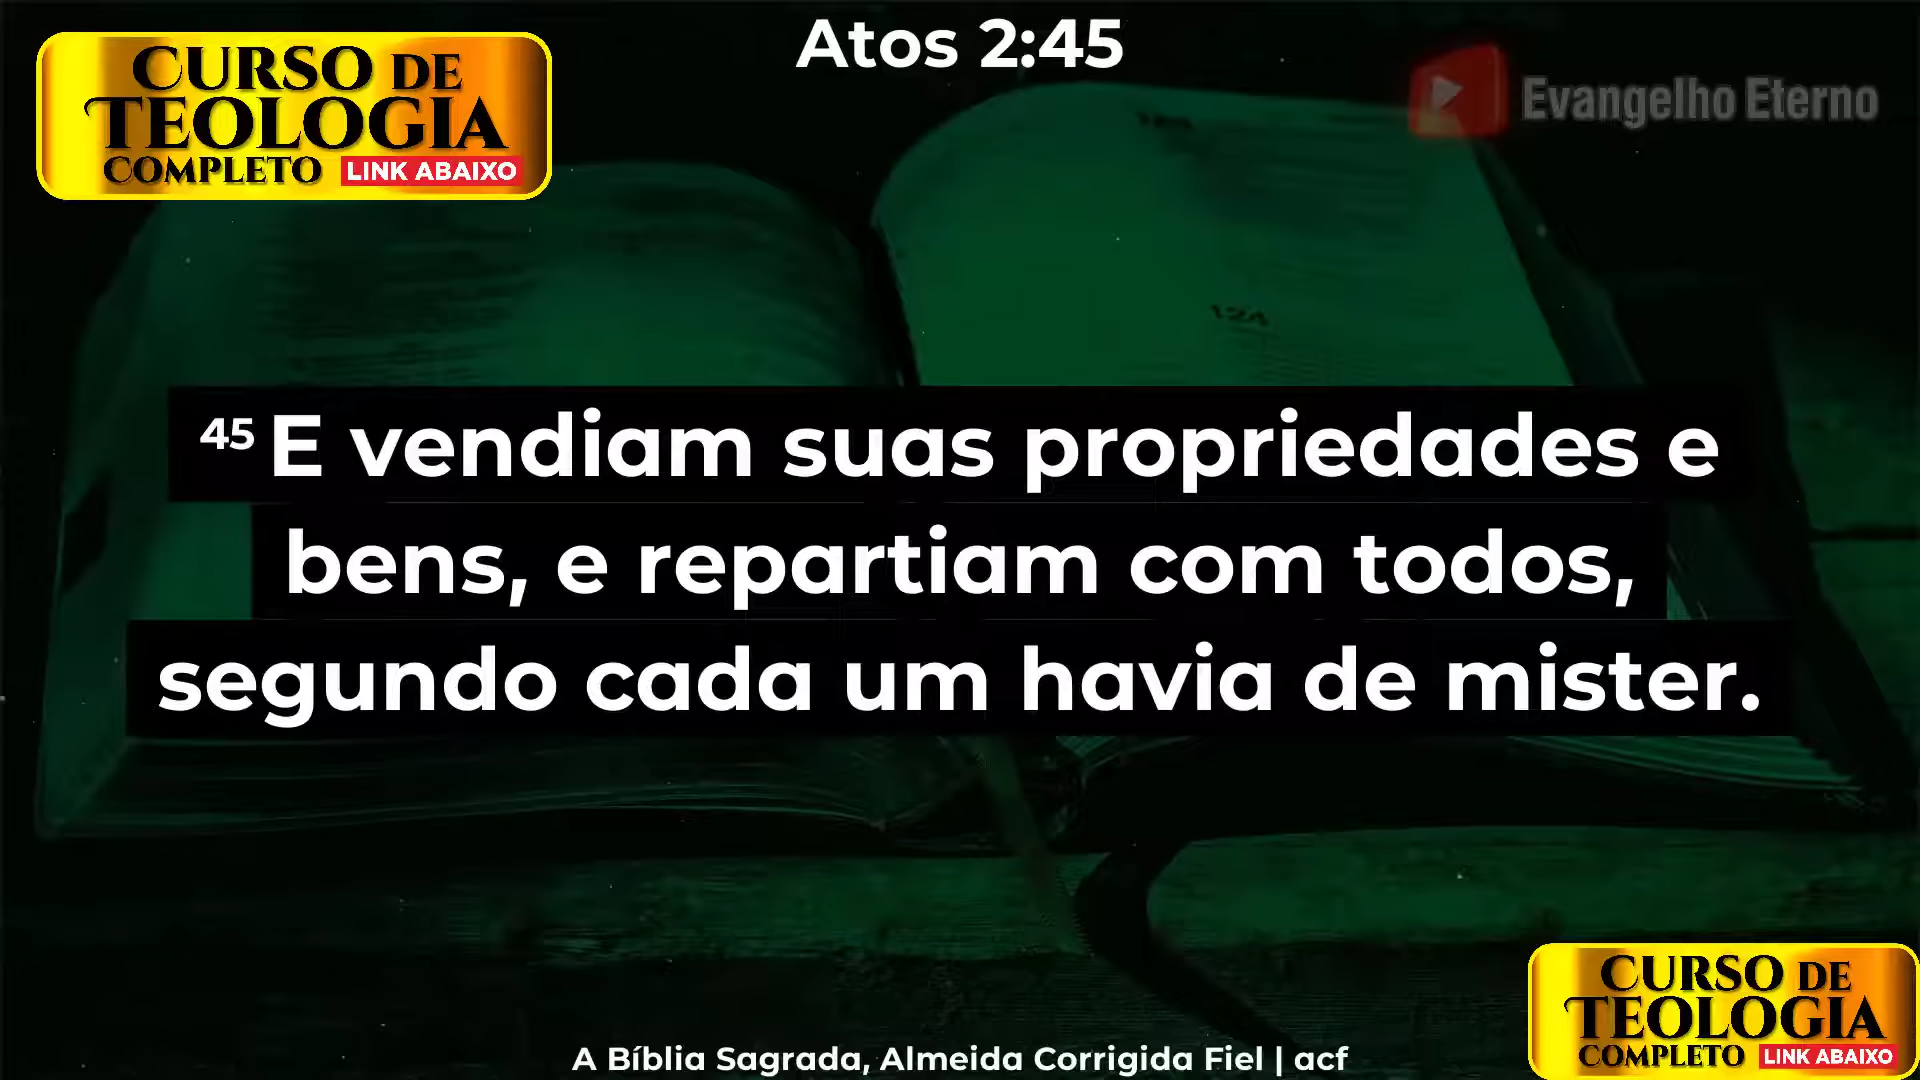 Atos 2:45
CURSO DE
TEOLOGIA
COMPLETO LINK ABAIXO
Evangelho Eterno
124
45 E vendiam suas propriedades e
bens, e repartiam com todos,
segundo cada um havia de mister.
CURSO DE
TEOLOGIA
COMPLETO LINK ABAIXO
A Bíblia Sagrada, Almeida Corrigida Fiel | acf